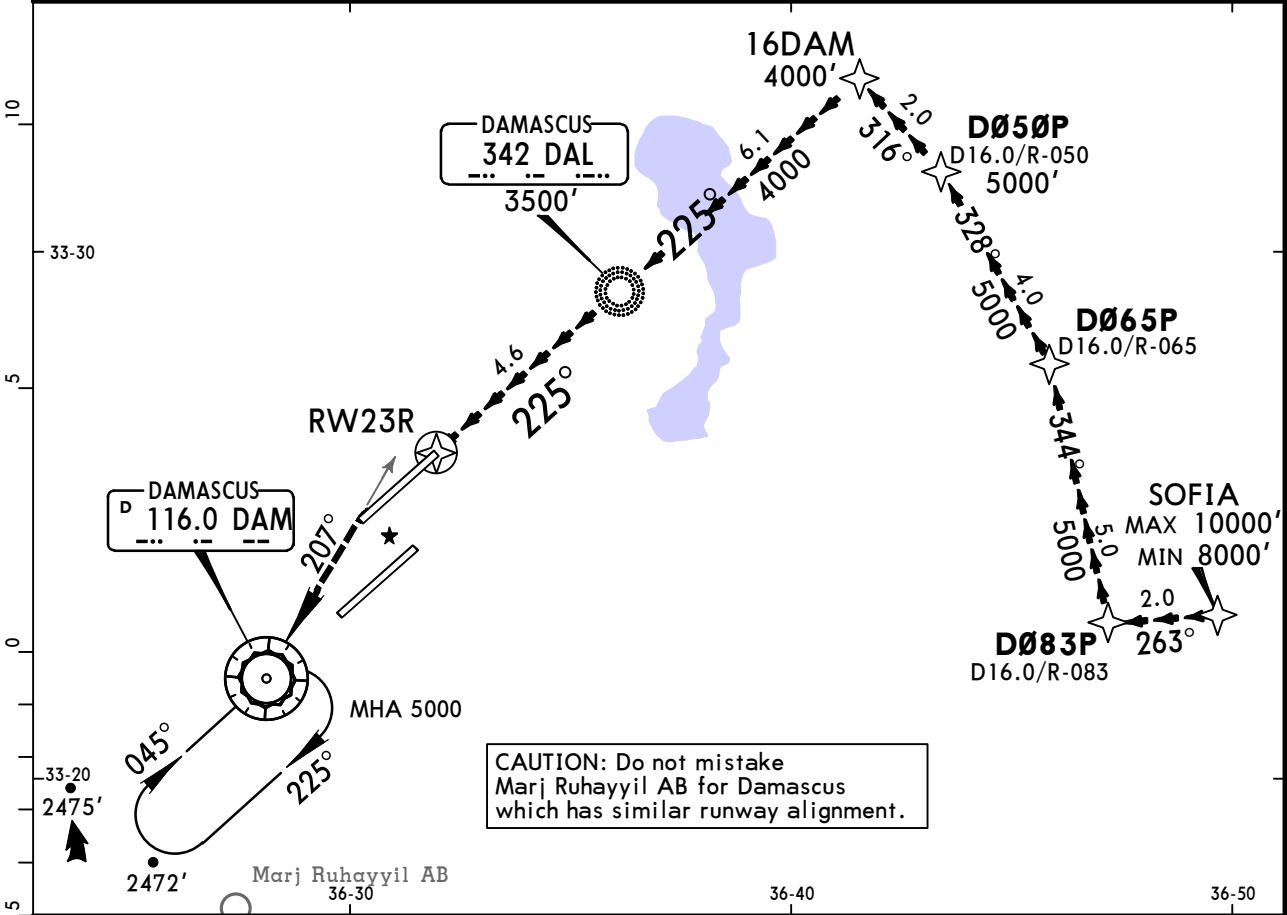 16DAM
4000'
2.0
316°
DØ5ØP
D16.0/R-050
5000'
10
DAMASCUS
342 DAL
3500'
6.1
4000
225°
33-30
328°
4.0
5000
DØ65P
D16.0/R-065
5
4.6
225°
RW23R
344°
5.0
5000
SOFIA
MAX 10000'
MIN 8000'
2.0
263°
DØ83P
D16.0/R-083
DAMASCUS
D 116.0 DAM
207°
0
MHA 5000
045°
225°
33-20
2475'
2472'
CAUTION: Do not mistake
Marj Ruhayyil AB for Damascus
which has similar runway alignment.
Marj Ruhayyil AB
5
36-30
36-40
36-50